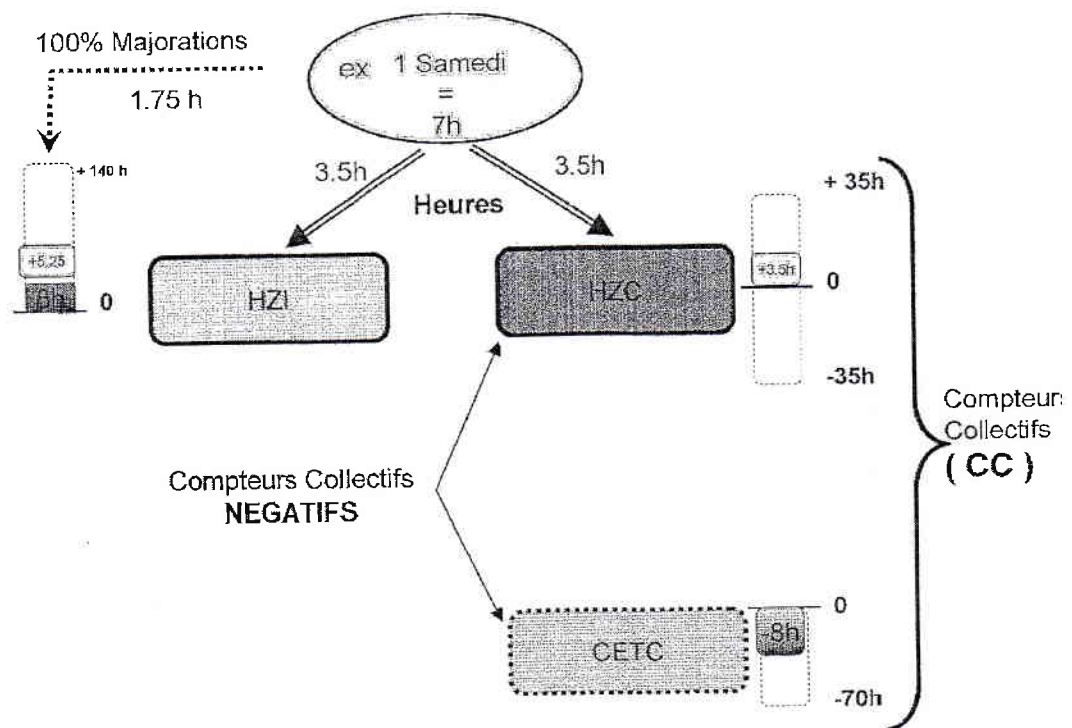 100% Majorations
1.75 h
ex 1 Samedi
=
7h
3.5h
3.5h
Heures
+ 140 h
+5,25
0
HZI
HZC
+ 35h
+3.5h
0
-35h
Compteurs Collectifs
NEGATIFS
Compteurs
Collectifs
( CC )
CETC
0
-8h
-70h